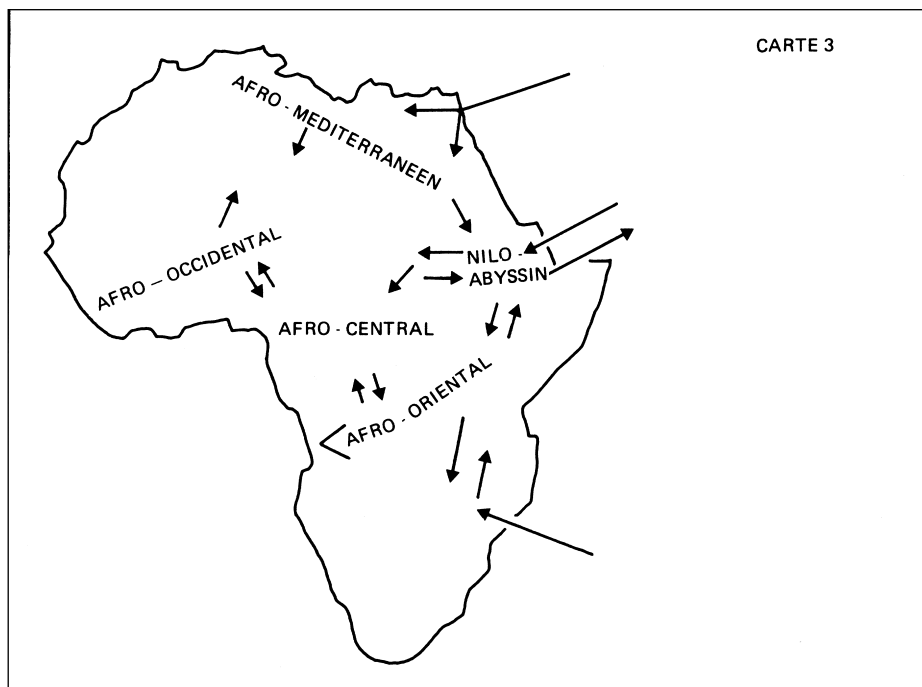 CARTE 3
AFRO - MEDITERRANEEN
NILO -
ABYSSIN
AFRO – OCCIDENTAL
AFRO - CENTRAL
AFRO - ORIENTAL